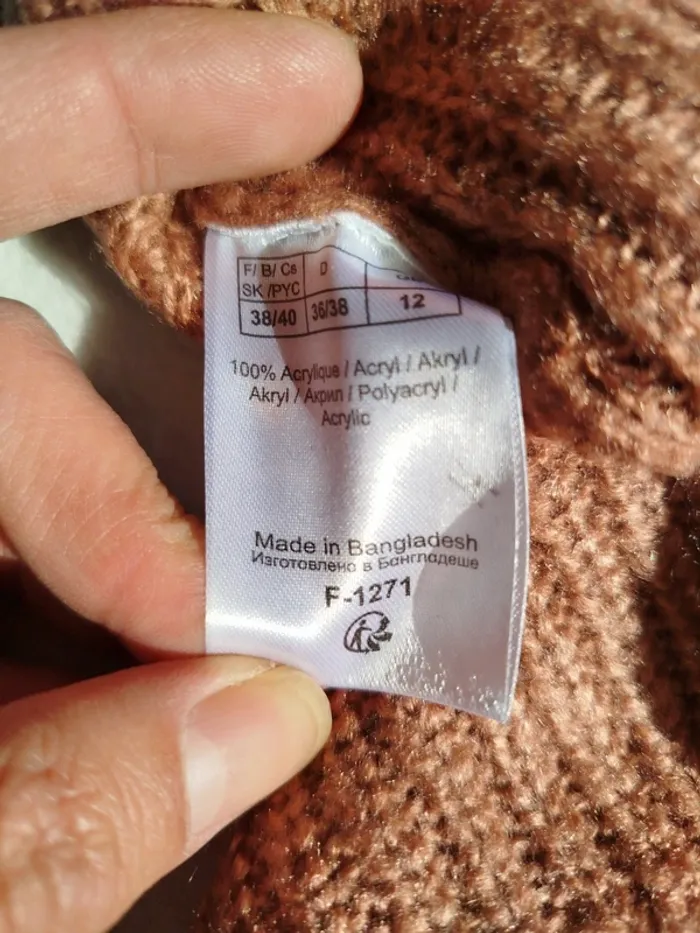 F/ B/ Cs D
SK /PYC
38/40 36/38 12
100% Acrylique / Acryl / Akryl /
Akryl / Акрил / Polyacryl /
Acrylic
Made in Bangladesh
Изготовлено в Бангладеше
F-1271